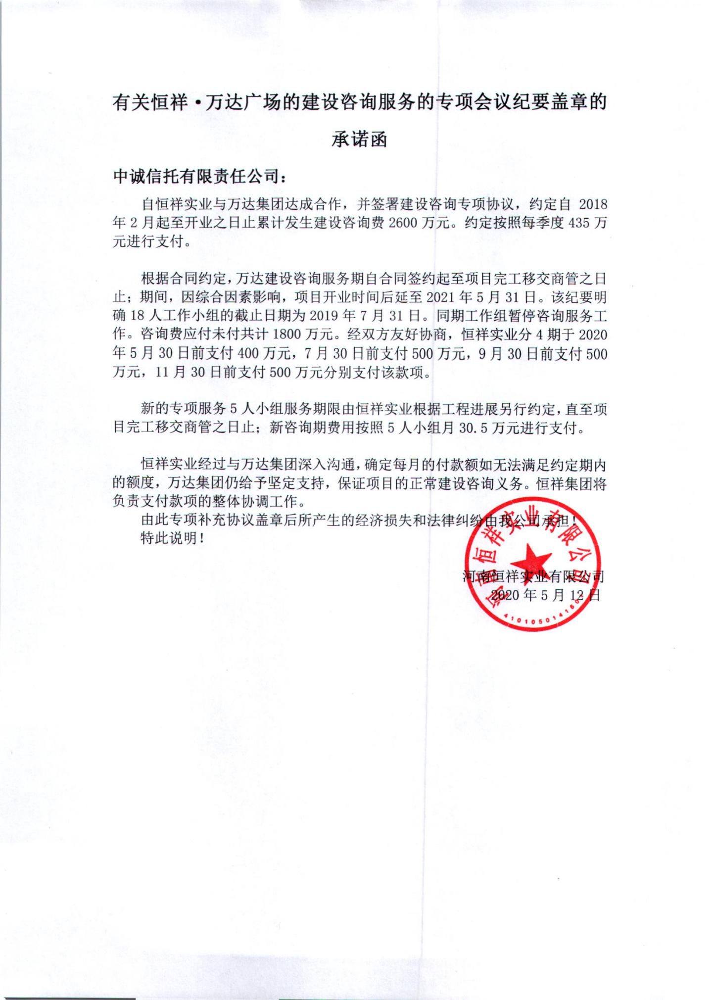 有关恒祥·万达广场的建设咨询服务的专项会议纪要盖章的
承诺函
中诚信托有限责任公司：
自恒祥实业与万达集团达成合作，并签署建设咨询专项协议，约定自 2018
年 2 月起至开业之日止累计发生建设咨询费 2600 万元。约定按照每季度 435 万
元进行支付。
根据合同约定，万达建设咨询服务期自合同签约起至项目完工移交商管之日
止；期间，因综合因素影响，项目开业时间后延至 2021 年 5 月 31 日。该纪要明
确 18 人工作小组的截止日期为 2019 年 7 月 31 日。同期工作组暂停咨询服务工
作。咨询费应付未付共计 1800 万元。经双方友好协商，恒祥实业分 4 期于 2020
年 5 月 30 日前支付 400 万元，7 月 30 日前支付 500 万元，9 月 30 日前支付 500
万元，11 月 30 日前支付 500 万元分别支付该款项。
新的专项服务 5 人小组服务期限由恒祥实业根据工程进展另行约定，直至项
目完工移交商管之日止；新咨询期费用按照 5 人小组月 30.5 万元进行支付。
恒祥实业经过与万达集团深入沟通，确定每月的付款额如无法满足约定期内
的额度，万达集团仍给予坚定支持，保证项目的正常建设咨询义务。恒祥集团将
负责支付款项的整体协调工作。
由此专项补充协议盖章后所产生的经济损失和法律纠纷由我公司承担！
特此说明！
河南恒祥实业有限公司
2020 年 5 月 12 日
河南恒祥实业有限公司